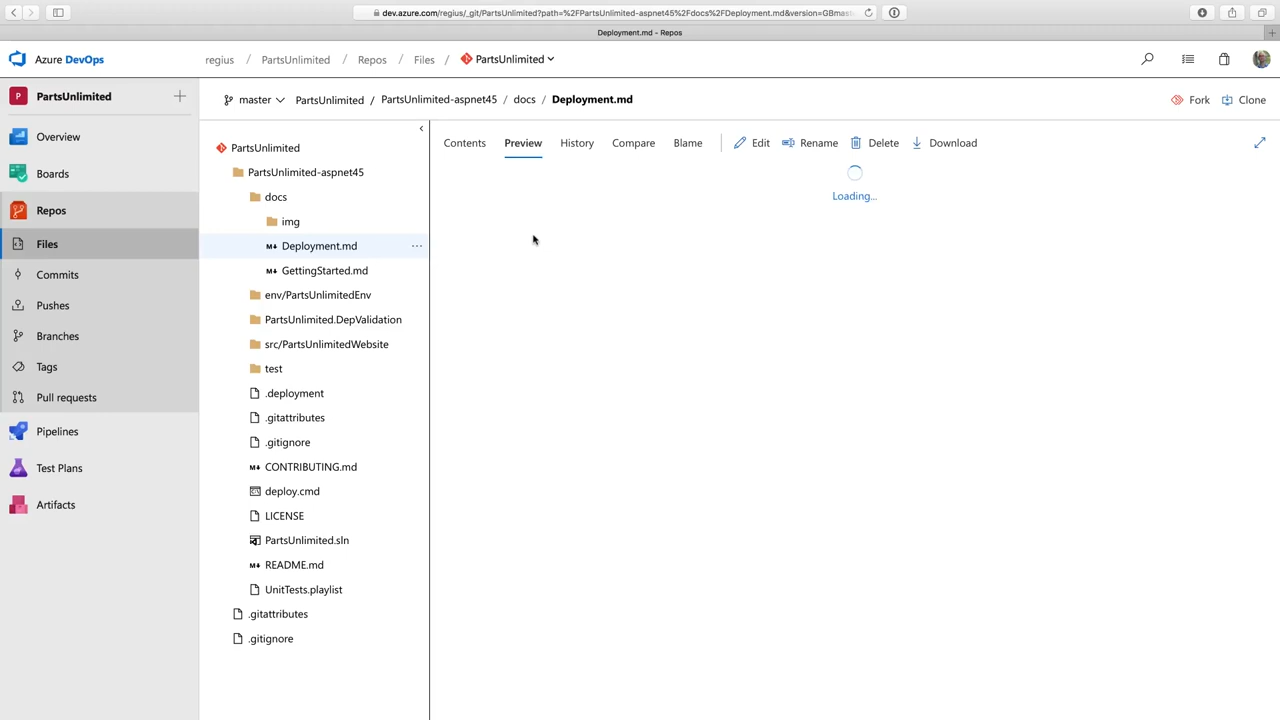 dev.azure.com/regius/_git/PartsUnlimited?path=%2FPartsUnlimited-aspnet45%2Fdocs%2FDeployment.md&version=GBmast
Deployment.md - Repos
Azure DevOps
regius / PartsUnlimited / Repos / Files / PartsUnlimited
P PartsUnlimited
master PartsUnlimited / PartsUnlimited-aspnet45 / docs / Deployment.md
Fork Clone
Overview
Boards
Repos
Files
Commits
Pushes
Branches
Tags
Pull requests
Pipelines
Test Plans
Artifacts
PartsUnlimited
PartsUnlimited-aspnet45
docs
img
Deployment.md ...
GettingStarted.md
env/PartsUnlimitedEnv
PartsUnlimited.DepValidation
src/PartsUnlimitedWebsite
test
.deployment
.gitattributes
.gitignore
CONTRIBUTING.md
deploy.cmd
LICENSE
PartsUnlimited.sln
README.md
UnitTests.playlist
.gitattributes
.gitignore
Contents Preview History Compare Blame Edit Rename Delete Download
Loading...